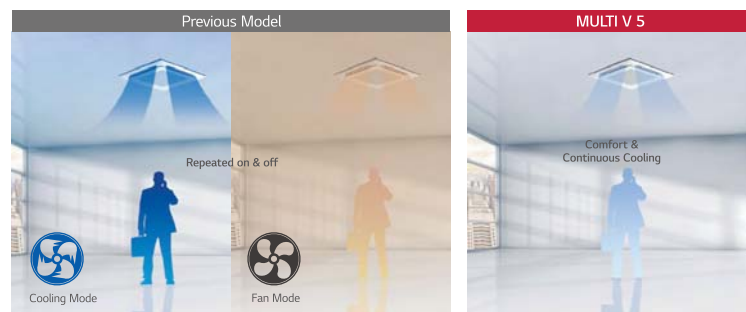 Previous Model
MULTI V 5
Repeated on & off
Comfort &
Continuous Cooling
Cooling Mode
Fan Mode